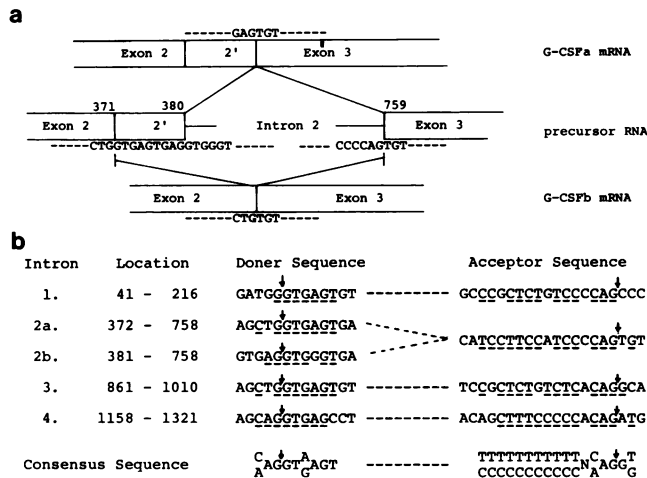 a
-----GAGTGT-----
Exon 2 2' Exon 3 G-CSFa mRNA
371 380 759
Exon 2 2' Intron 2 Exon 3 precursor RNA
-----CTGGTGAGTGAGGTGGGT----- -----CCCCAGTGT-----
Exon 2 Exon 3 G-CSFb mRNA
-----CTGTGT-----
b
Intron Location Doner Sequence Acceptor Sequence
1. 41 - 216 GATGGGTGAGTGT ------- GCCCGCTCTGTCCCCAGCCC
2a. 372 - 758 AGCTGGTGAGTGA
CATCCTTCCATCCCCAGTGT
2b. 381 - 758 GTGAGGTGGGTGA
3. 861 - 1010 AGCTGGTGAGTGT ------- TCCGCTCTGTCTCACAGGCA
4. 1158 - 1321 AGCAGGTGAGCCT ------- ACAGCTTTCCCCCACAGATG
C A TTTTTTTTTTT C T
Consensus Sequence AGGT AGT ------- N AGG
A G CCCCCCCCCCC A G